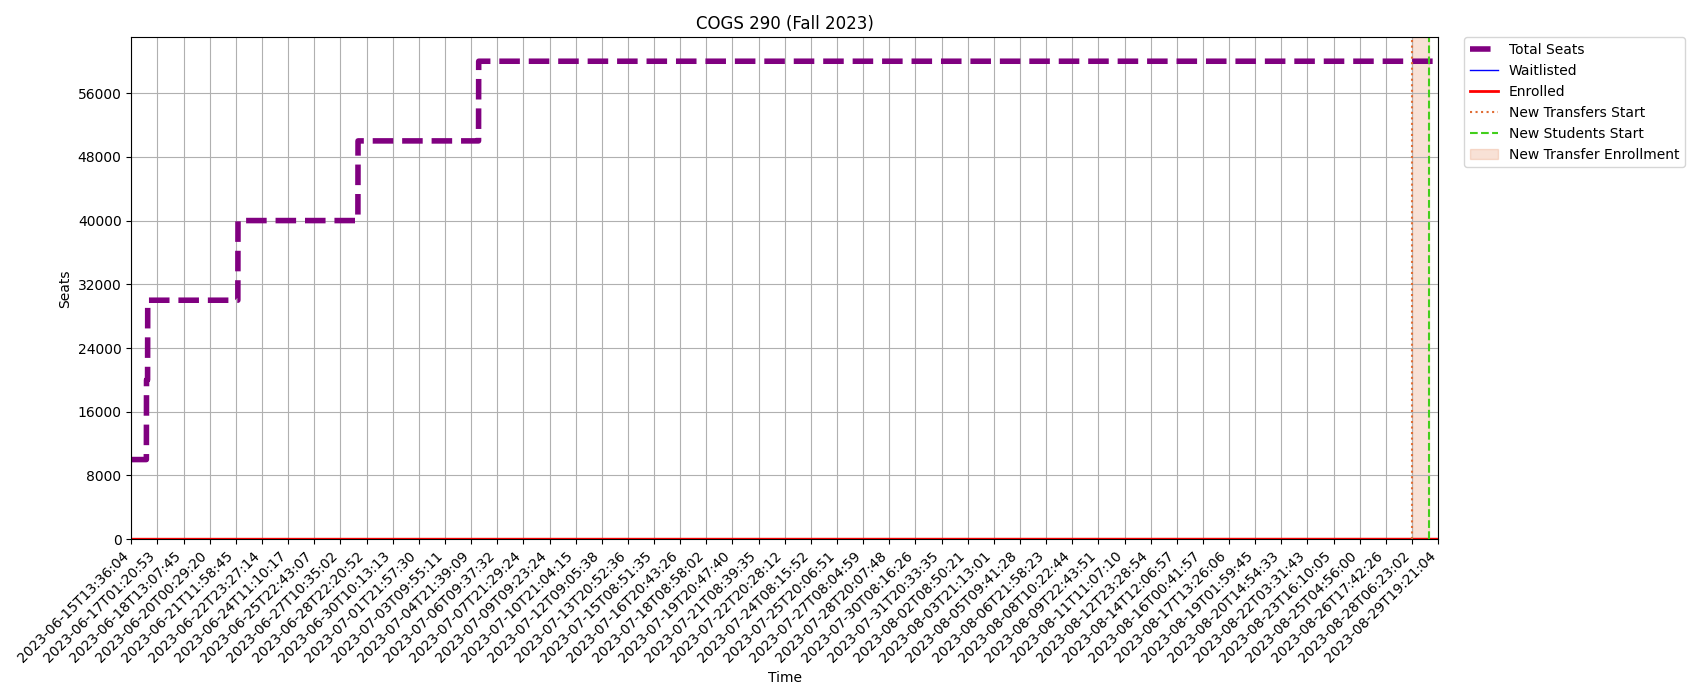 COGS 290 (Fall 2023)
Total Seats
Waitlisted
Enrolled
New Transfers Start
New Students Start
New Transfer Enrollment
Seats
56000
48000
40000
32000
24000
16000
8000
0
2023-06-15T13:36:04
2023-06-17T01:20:53
2023-06-18T13:07:45
2023-06-20T00:29:20
2023-06-21T11:58:45
2023-06-22T23:27:14
2023-06-24T11:10:17
2023-06-25T22:43:07
2023-06-27T10:35:02
2023-06-28T22:20:52
2023-06-30T10:13:13
2023-07-01T21:57:30
2023-07-03T09:55:11
2023-07-04T21:39:09
2023-07-06T09:37:32
2023-07-07T21:29:24
2023-07-09T09:23:24
2023-07-10T21:04:15
2023-07-12T09:05:38
2023-07-13T20:52:36
2023-07-15T08:51:35
2023-07-16T20:43:26
2023-07-18T08:58:02
2023-07-19T20:47:40
2023-07-21T08:39:35
2023-07-22T20:28:12
2023-07-24T08:15:52
2023-07-25T20:06:51
2023-07-27T08:04:59
2023-07-28T20:07:48
2023-07-30T08:16:26
2023-07-31T20:33:35
2023-08-02T08:50:21
2023-08-03T21:13:01
2023-08-05T09:41:28
2023-08-06T21:58:23
2023-08-08T10:22:44
2023-08-09T22:43:51
2023-08-11T11:07:10
2023-08-12T23:28:54
2023-08-14T12:06:57
2023-08-16T00:41:57
2023-08-17T13:26:06
2023-08-19T01:59:45
2023-08-20T14:54:33
2023-08-22T03:31:43
2023-08-23T16:10:05
2023-08-25T04:56:00
2023-08-26T17:42:26
2023-08-28T06:23:02
2023-08-29T19:21:04
Time